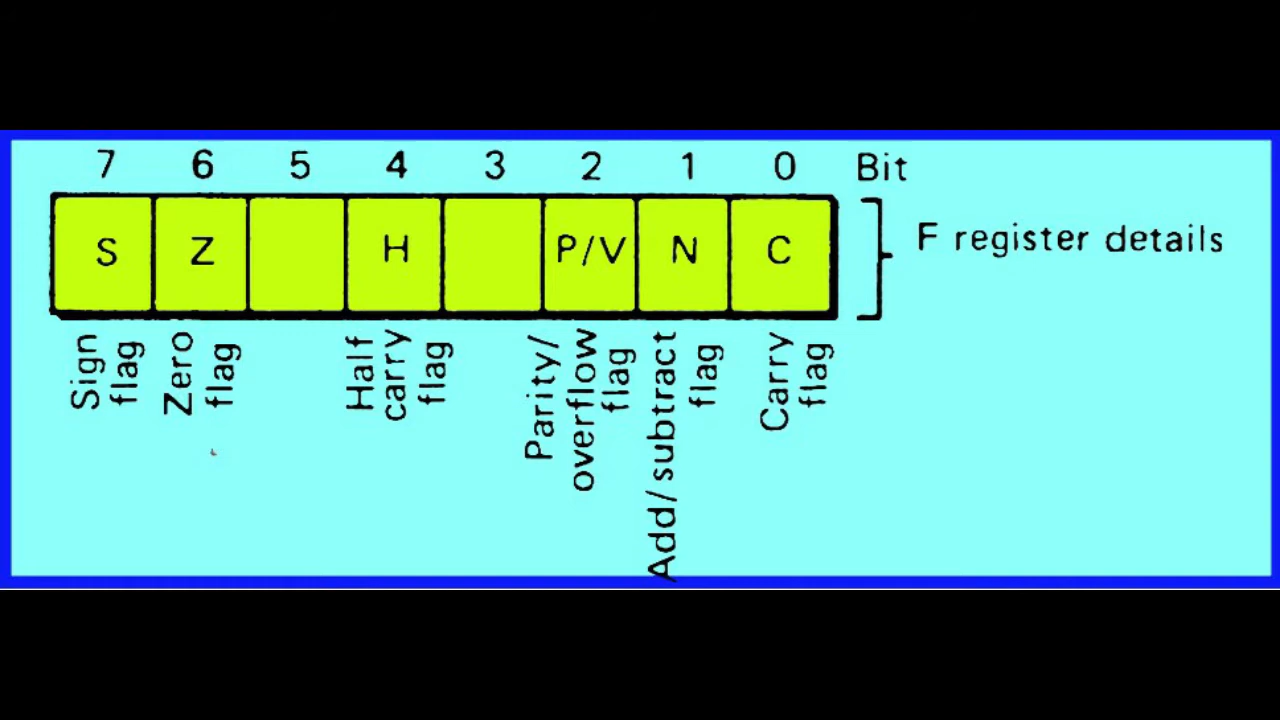 7 6 5 4 3 2 1 0 Bit
S Z H P/V N C
F register details
Sign
flag
Zero
flag
Half
carry
flag
Parity/
overflow
flag
Add/subtract
flag
Carry
flag